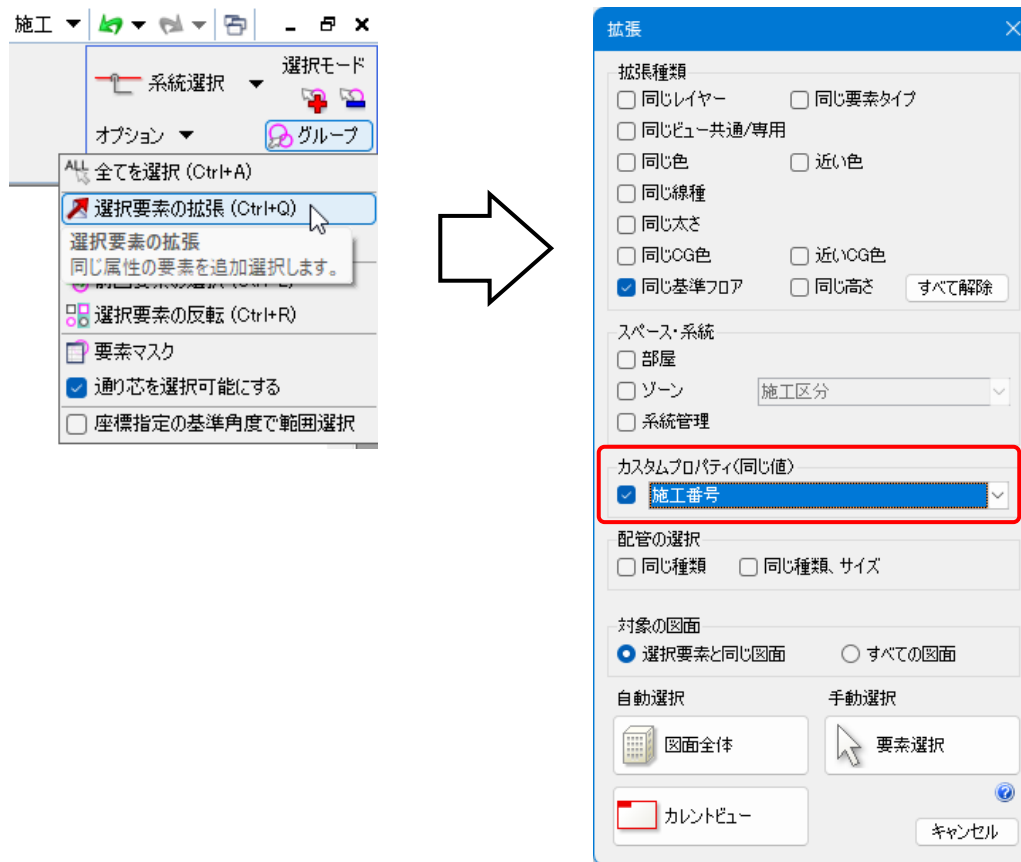 施工
系統選択
選択モード
オプション
グループ
ALL 全てを選択 (Ctrl+A)
選択要素の拡張 (Ctrl+Q)
選択要素の拡張
同じ属性の要素を追加選択します。
選択要素の反転 (Ctrl+R)
要素マスク
通り芯を選択可能にする
座標指定の基準角度で範囲選択
拡張
拡張種類
同じレイヤー 同じ要素タイプ
同じビュー共通/専用
同じ色 近い色
同じ線種
同じ太さ
同じCG色 近いCG色
同じ基準フロア 同じ高さ すべて解除
スペース・系統
部屋
ゾーン 施工区分
系統管理
カスタムプロパティ(同じ値)
施工番号
配管の選択
同じ種類 同じ種類、サイズ
対象の図面
選択要素と同じ図面 すべての図面
自動選択 手動選択
図面全体 要素選択
カレントビュー
キャンセル